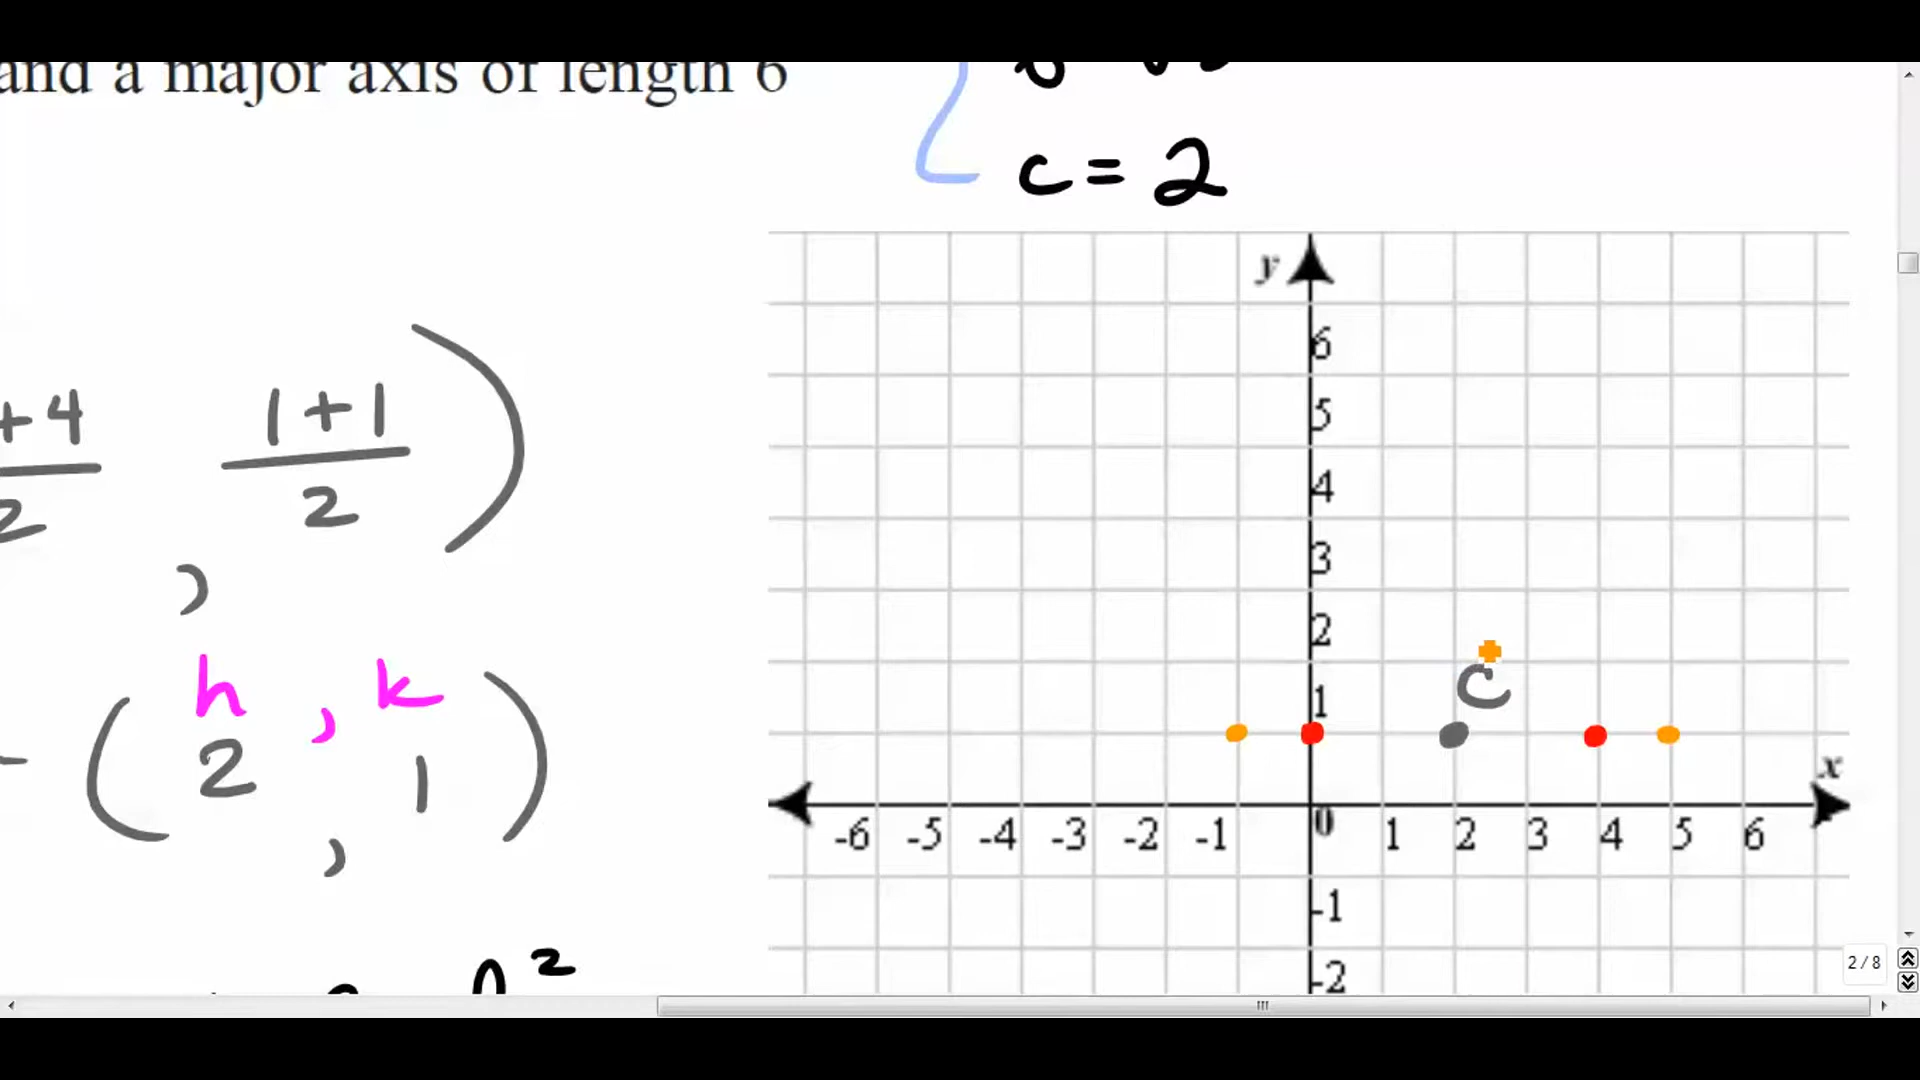 and a major axis of length 6
c = 2
+4
2
1+1
2
)
,
h , k
( 2 , 1 )
2
y
6
5
4
3
2
1
C
x
-6 -5 -4 -3 -2 -1 0 1 2 3 4 5 6
-1
-2
2 / 8